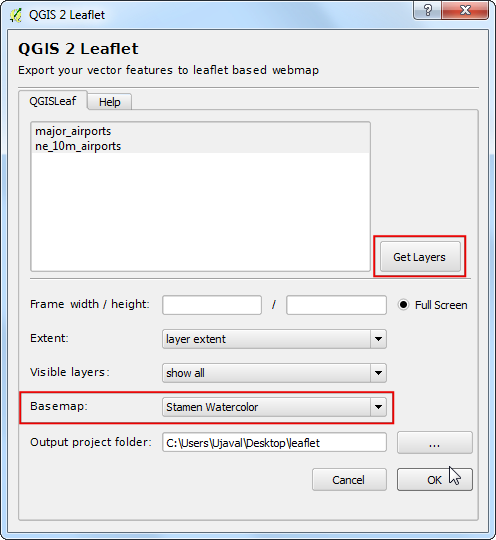 QGIS 2 Leaflet
QGIS 2 Leaflet
Export your vector features to leaflet based webmap
QGISLeaf Help
major_airports
ne_10m_airports
Get Layers
Frame width / height: / Full Screen
Extent: layer extent
Visible layers: show all
Basemap: Stamen Watercolor
Output project folder: C:\Users\Ujaval\Desktop\leaflet ...
Cancel OK